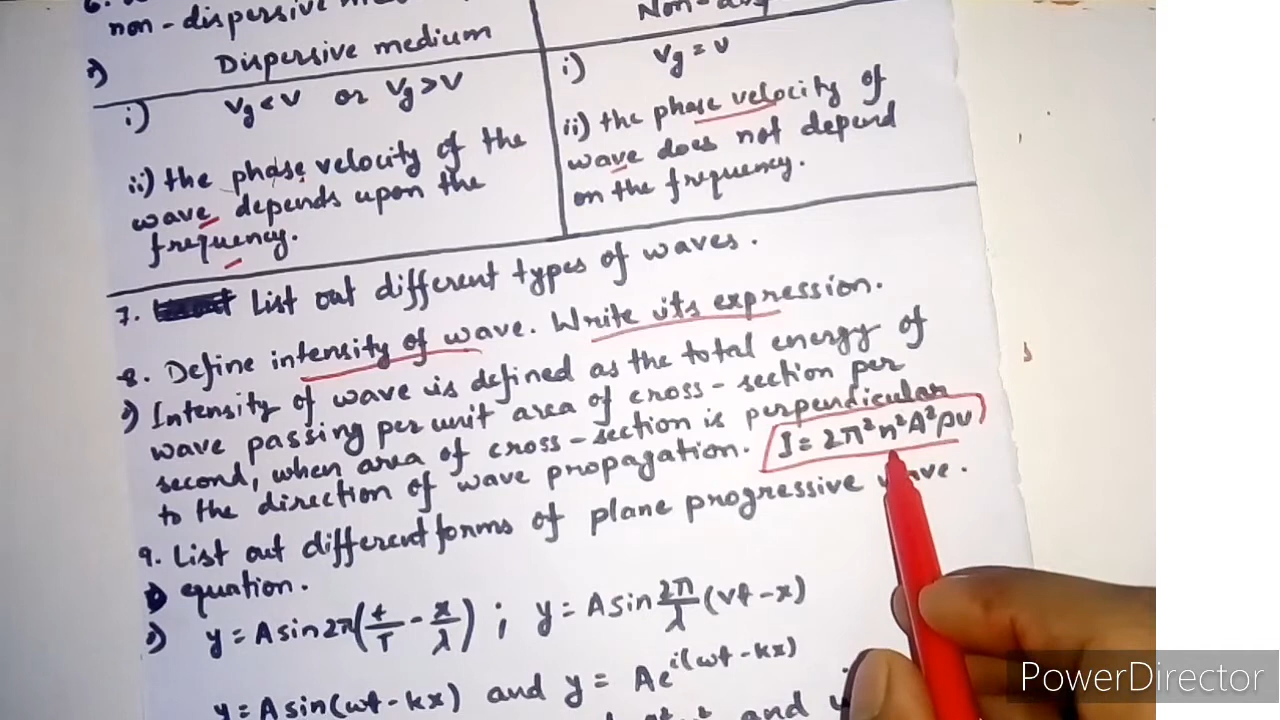 6.
non-dispersive
Non-
Dispersive medium
i) Vg < V or Vg > V
i) Vg = V
ii) the phase velocity of the
wave depends upon the
frequency.
ii) the phase velocity of
wave does not depend
on the frequency.
7. List out different types of waves.
8. Define intensity of wave. Write its expression.
Intensity of wave is defined as the total energy of
wave passing per unit area of cross-section per
second, when area of cross-section is perpendicular
to the direction of wave propagation. I = 2π²n²A²ρv
9. List out different forms of plane progressive wave.
equation.
y = A sin2π(t/T - x/λ) ; y = A sin 2π/λ (vt - x)
y = A sin(ωt - kx) and y = Ae^i(ωt - kx)
and
PowerDirector